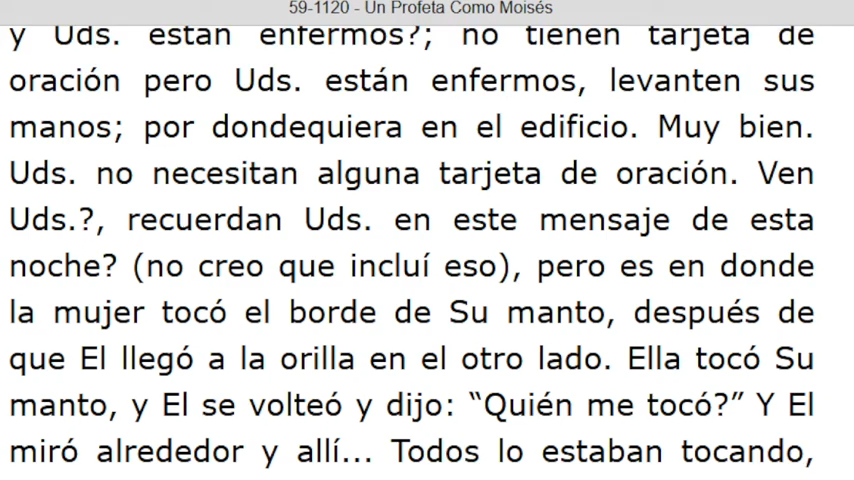 59-1120 - Un Profeta Como Moisés
y Uds. están enfermos?; no tienen tarjeta de
oración pero Uds. están enfermos, levanten sus
manos; por dondequiera en el edificio. Muy bien.
Uds. no necesitan alguna tarjeta de oración. Ven
Uds.?, recuerdan Uds. en este mensaje de esta
noche? (no creo que incluí eso), pero es en donde
la mujer tocó el borde de Su manto, después de
que El llegó a la orilla en el otro lado. Ella tocó Su
manto, y El se volteó y dijo: “Quién me tocó?” Y El
miró alrededor y allí... Todos lo estaban tocando,